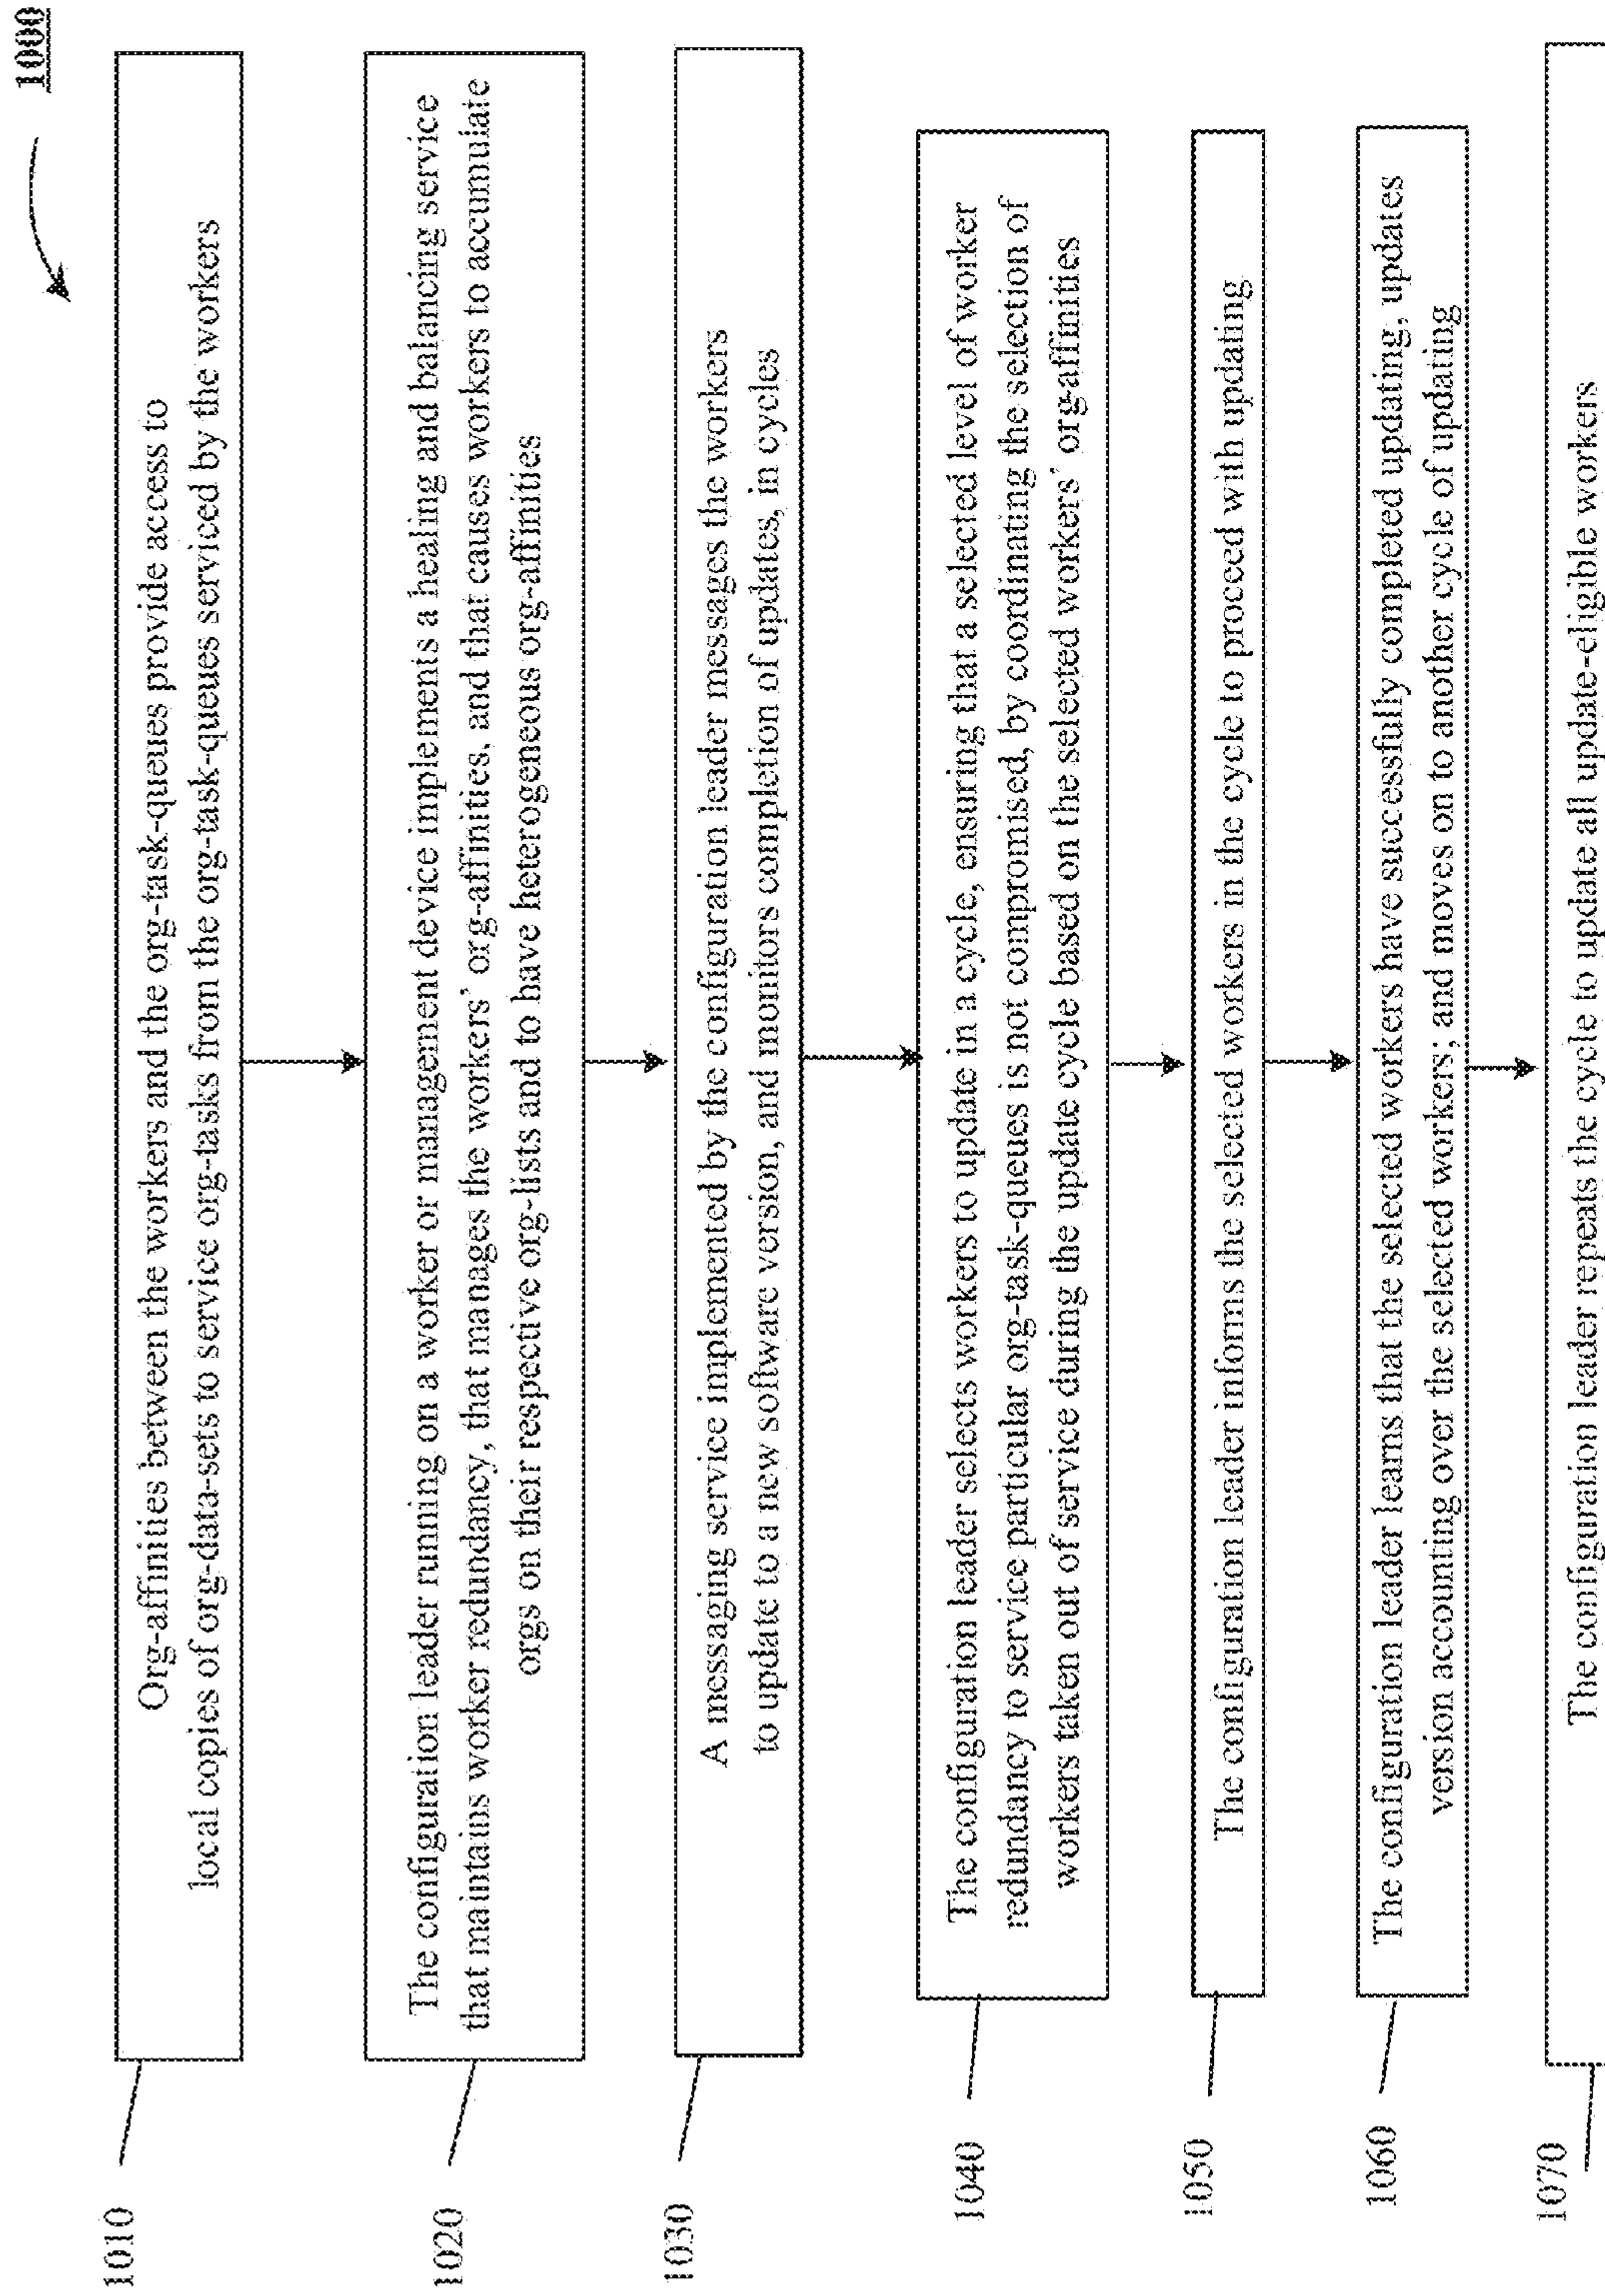 1000
1010
Org-affinities between the workers and the org-task-queues provide access to
local copies of org-data-sets to service org-tasks from the org-task-queues serviced by the workers
1020
The configuration leader running on a worker or management device implements a healing and balancing service
that maintains worker redundancy, that manages the workers’ org-affinities, and that causes workers to accumulate
orgs on their respective org-lists and to have heterogeneous org-affinities
1030
A messaging service implemented by the configuration leader messages the workers
to update to a new software version, and monitors completion of updates, in cycles
1040
The configuration leader selects workers to update in a cycle, ensuring that a selected level of worker
redundancy to service particular org-task-queues is not compromised, by coordinating the selection of
workers taken out of service during the update cycle based on the selected workers’ org-affinities
1050
The configuration leader informs the selected workers in the cycle to proceed with updating
1060
The configuration leader learns that the selected workers have successfully completed updating, updates
version accounting over the selected workers; and moves on to another cycle of updating
1070
The configuration leader repeats the cycle to update all update-eligible workers